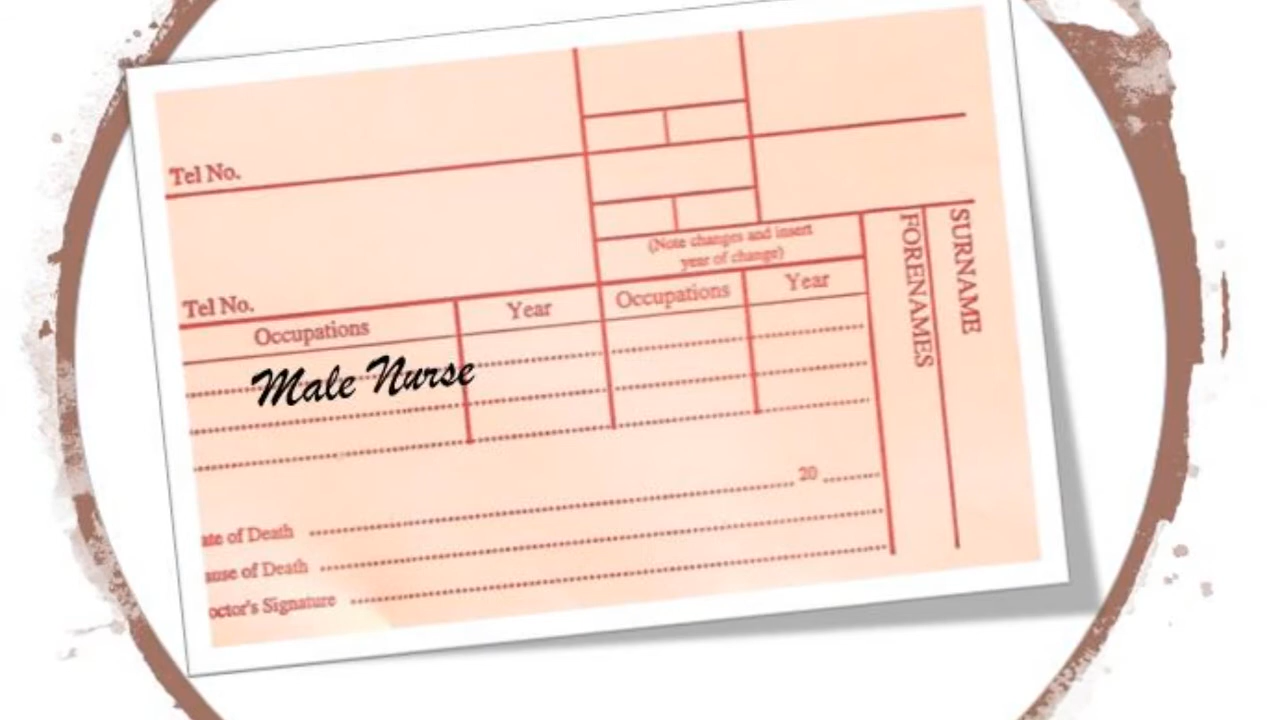 Tel No.
(Note changes and insert
year of change)
Tel No.
Occupations Year Occupations Year
Male Nurse
20
ate of Death
ause of Death
octor's Signature
FORENAMES
SURNAME